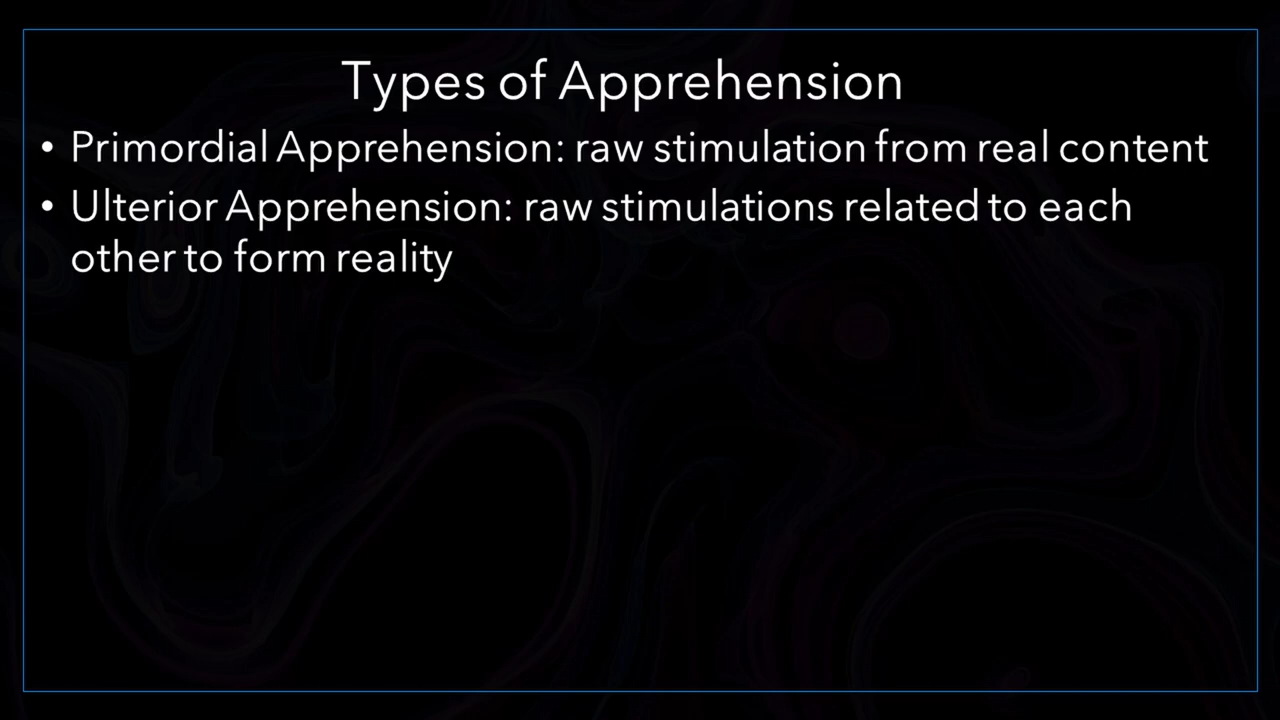 Types of Apprehension
• Primordial Apprehension: raw stimulation from real content
• Ulterior Apprehension: raw stimulations related to each
other to form reality